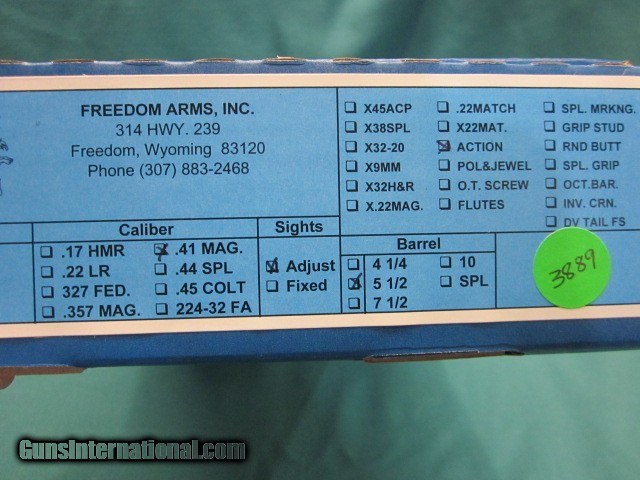 FREEDOM ARMS, INC.
314 HWY. 239
Freedom, Wyoming 83120
Phone (307) 883-2468
X45ACP
X38SPL
X32-20
X9MM
X32H&R
X.22MAG.
.22MATCH
X22MAT.
ACTION
POL&JEWEL
O.T. SCREW
FLUTES
SPL. MRKNG.
GRIP STUD
RND BUTT
SPL. GRIP
OCT.BAR.
INV. CRN.
DV TAIL FS
Caliber
.17 HMR
.22 LR
327 FED.
.357 MAG.
.41 MAG.
.44 SPL
.45 COLT
224-32 FA
Sights
Adjust
Fixed
Barrel
4 1/4
5 1/2
7 1/2
10
SPL
3889
GunsInternational.com